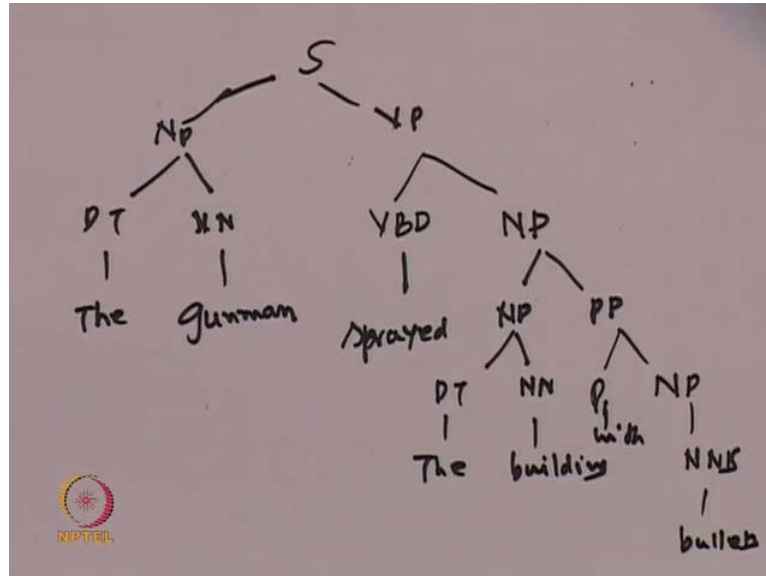 S
NP VP
DT NN VBD NP
The gunman sprayed NP PP
DT NN P NP
The building with NNS
bullets
NPTEL